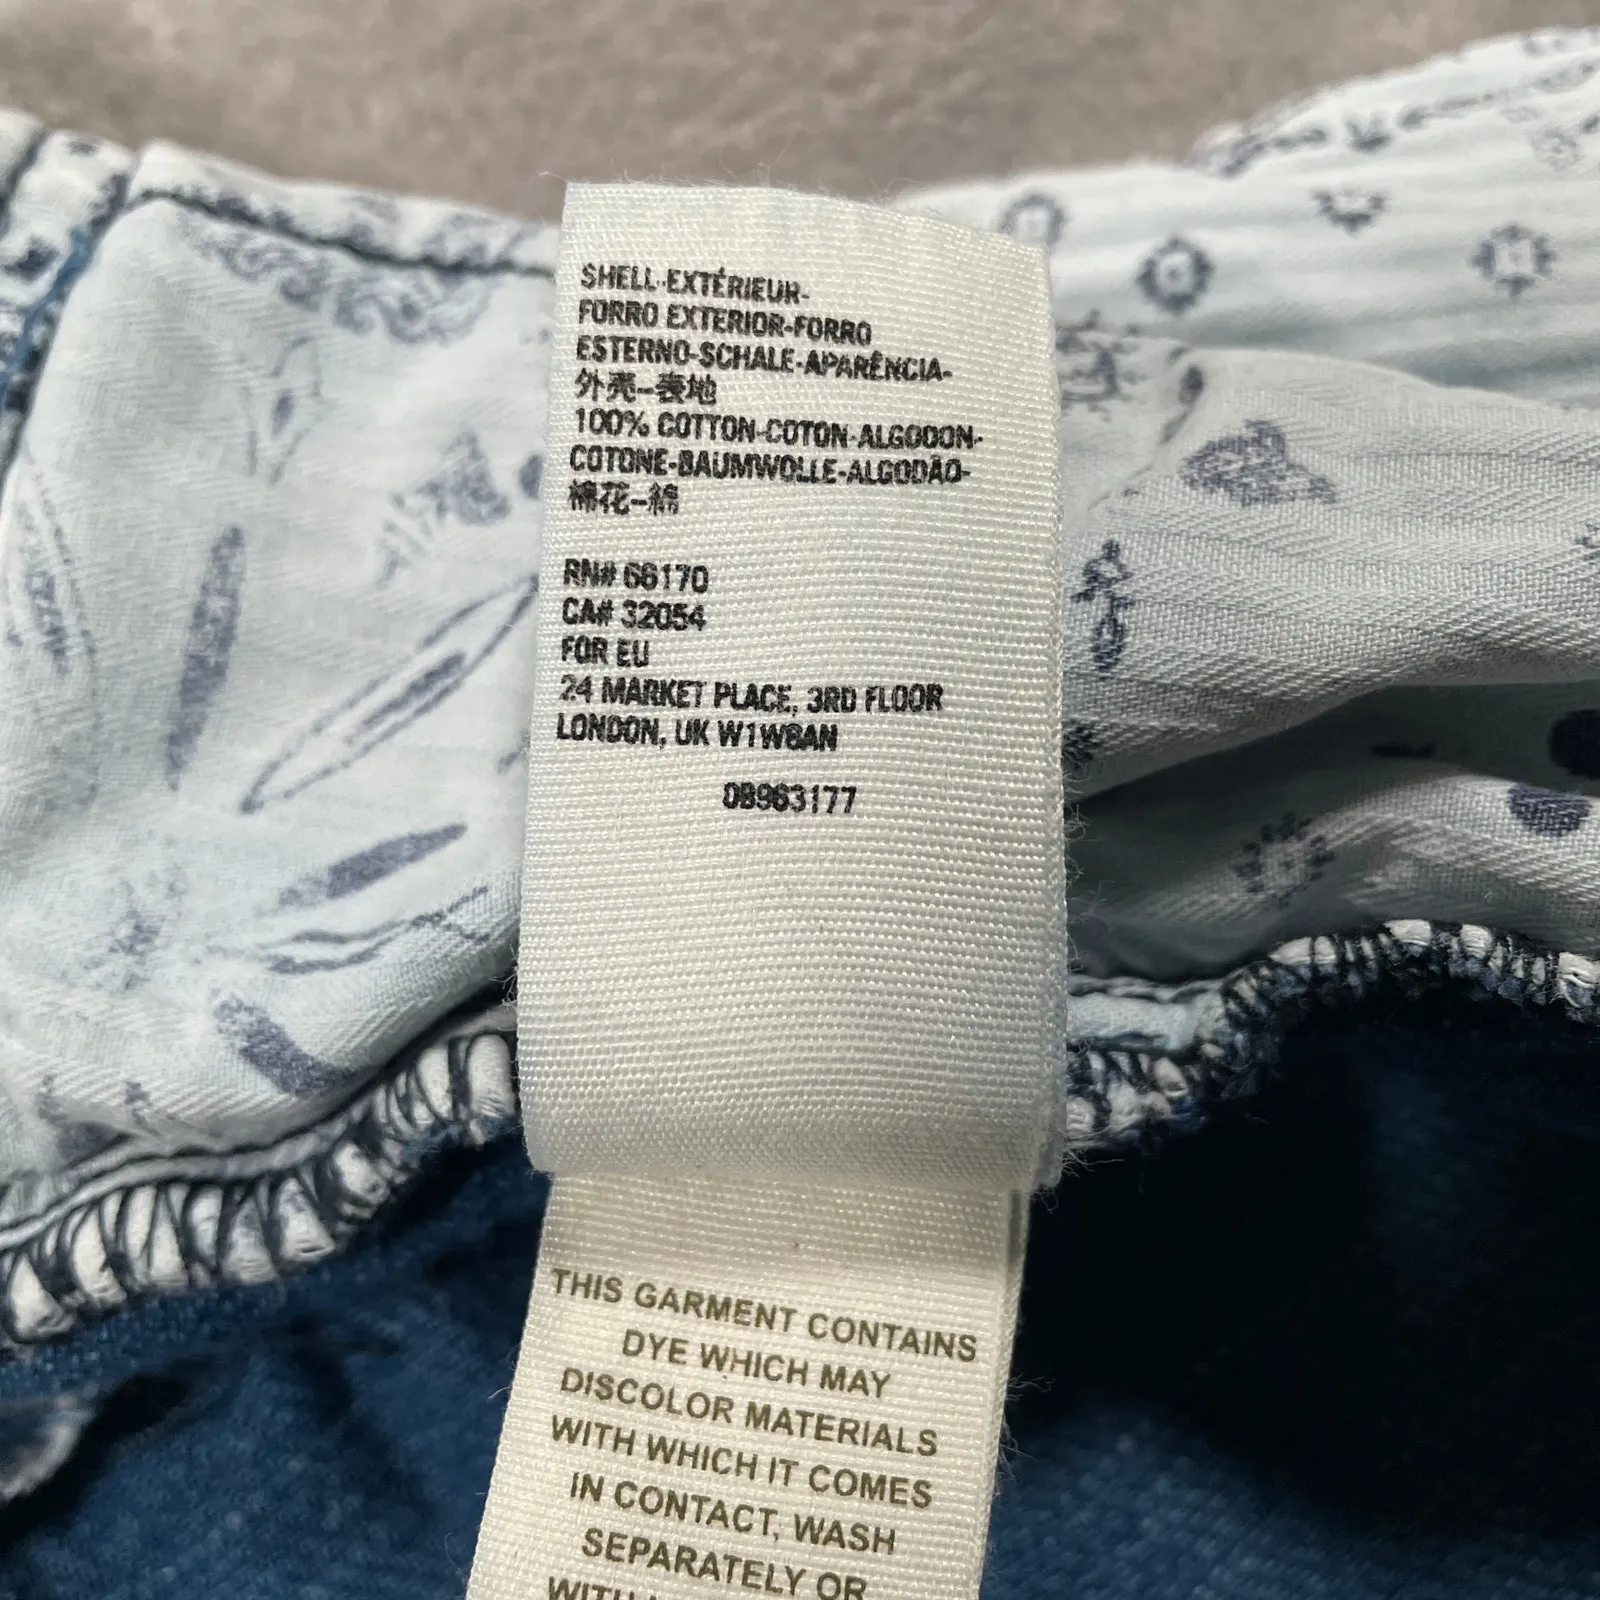 SHELL-EXTÉRIEUR-
FORRO EXTERIOR-FORRO
ESTERNO-SCHALE-APARÊNCIA-
外壳-表地
100% COTTON-COTON-ALGODON-
COTONE-BAUMWOLLE-ALGODÃO-
棉花-綿
RN# 66170
CA# 32054
FOR EU
24 MARKET PLACE, 3RD FLOOR
LONDON, UK W1W8AN
08963177
THIS GARMENT CONTAINS
DYE WHICH MAY
DISCOLOR MATERIALS
WITH WHICH IT COMES
IN CONTACT, WASH
SEPARATELY OR
WITH